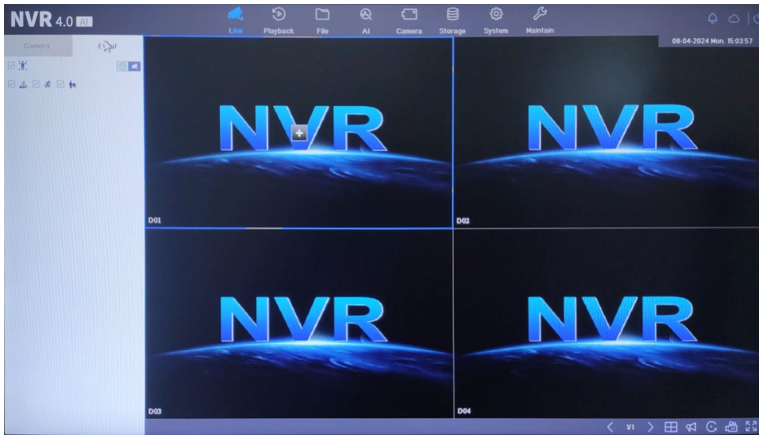 NVR 4.0 AI
Live Playback File AI Camera Storage System Maintain
08-04-2024 Mon. 15:03:57
Camera
NVR
D01
NVR
D02
NVR
D03
NVR
D04
1/1